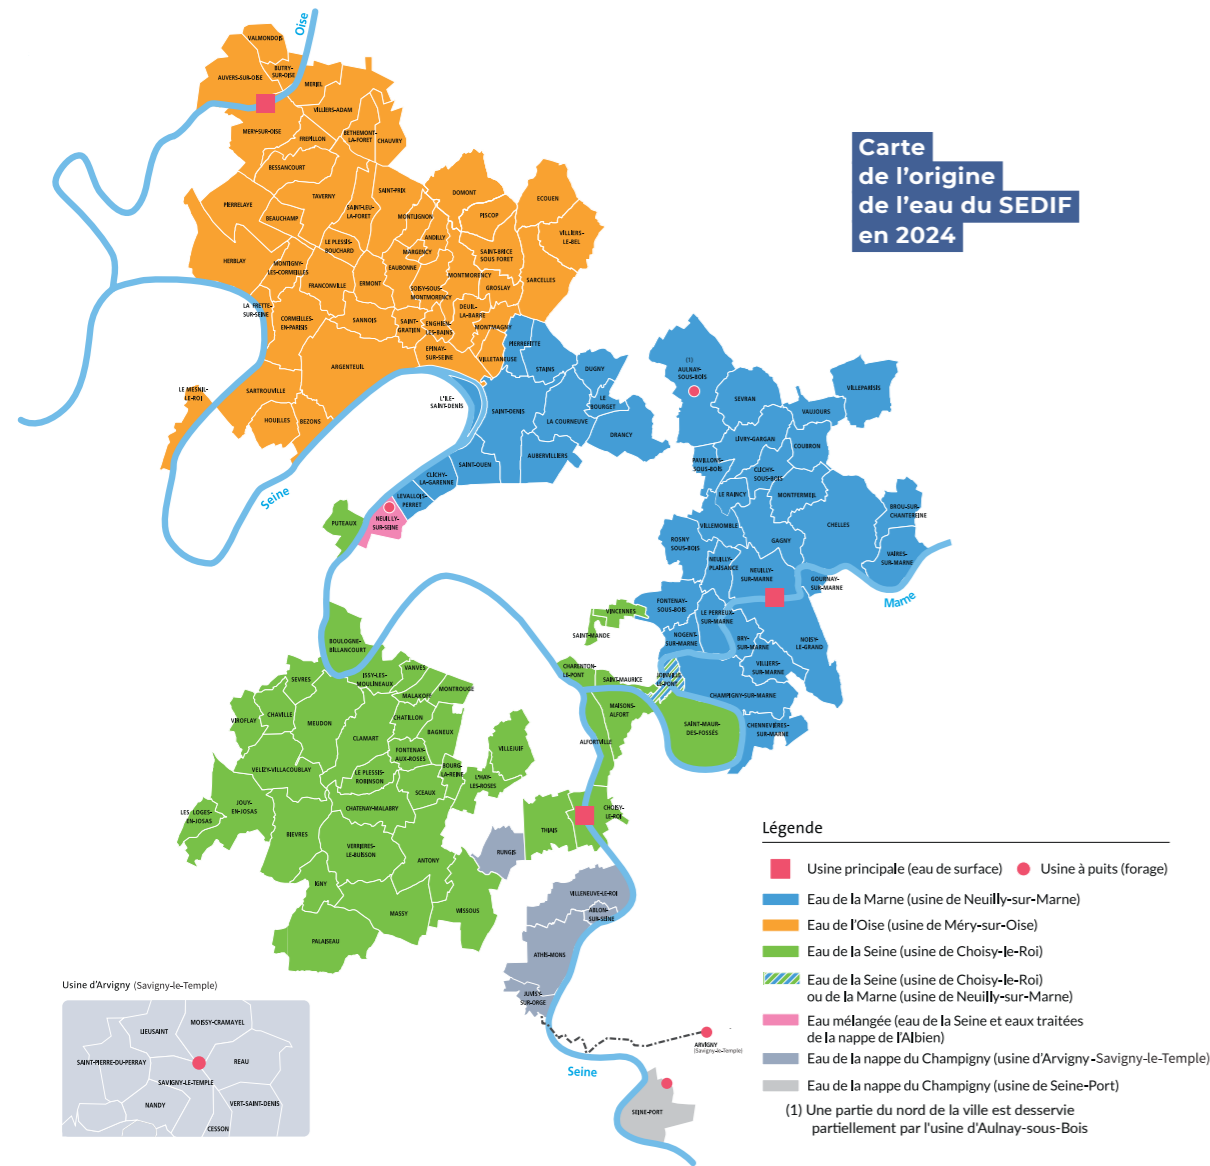 Carte
de l'origine
de l'eau du SEDIF
en 2024
Oise
VALMONDOIS
BUTRY-
SUR-OISE
AUVERS-SUR-OISE
MERIEL
VILLIERS-ADAM
MERY-SUR-OISE
FREPILLON
BETHEMONT-
LA-FORET
CHAUVRY
BESSANCOURT
TAVERNY
SAINT-PRIX
PIERRELAYE
BEAUCHAMP
SAINT-LEU-
LA-FORET
MONTLIGNON
DOMONT
PISCOP
ECOUEN
VILLIERS-
LE-BEL
LE PLESSIS-
BOUCHARD
ANDILLY
MARGENCY
SAINT-BRICE
SOUS FORET
HERBLAY
MONTIGNY-
LES-CORMEILLES
EAUBONNE
MONTMORENCY
SARCELLES
FRANCONVILLE
ERMONT
SOISY-SOUS-
MONTMORENCY
GROSLAY
LA FRETTE-
SUR-SEINE
CORMEILLES-
EN-PARISIS
SANNOIS
SAINT-
GRATIEN
ENGHIEN-
LES-BAINS
DEUIL-
LA-BARRE
MONTMAGNY
EPINAY-
SUR-SEINE
VILLETANEUSE
ARGENTEUIL
LE MESNIL-
LE-ROI
SARTROUVILLE
HOUILLES
BEZONS
Seine
PIERREFITTE
STAINS
DUGNY
L'ILE-
SAINT-DENIS
SAINT-DENIS
LE
BOURGET
LA COURNEUVE
DRANCY
AUBERVILLIERS
SAINT-OUEN
CLICHY-
LA-GARENNE
LEVALLOIS-
PERRET
NEUILLY-
SUR-SEINE
PUTEAUX
(1)
AULNAY-
SOUS-BOIS
SEVRAN
VILLEPARISIS
VAUJOURS
LIVRY-GARGAN
COUBRON
PAVILLONS-
SOUS-BOIS
CLICHY-
SOUS-BOIS
LE RAINCY
MONTFERMEIL
BROU-SUR-
CHANTEREINE
VILLEMOMBLE
CHELLES
ROSNY
SOUS-BOIS
GAGNY
VAIRES-
SUR-MARNE
NEUILLY-
PLAISANCE
NEUILLY-
SUR-MARNE
GOURNAY-
SUR-MARNE
Marne
FONTENAY-
SOUS-BOIS
LE PERREUX-
SUR-MARNE
VINCENNES
SAINT-MANDE
NOGENT-
SUR-MARNE
BRY-
SUR-MARNE
NOISY-
LE-GRAND
VILLIERS-
SUR-MARNE
CHARENTON-
LE-PONT
SAINT-MAURICE
JOINVILLE-
LE-PONT
CHAMPIGNY-SUR-MARNE
MAISONS-
ALFORT
SAINT-MAUR-
DES-FOSSÉS
CHENNEVIÈRES-
SUR-MARNE
ALFORTVILLE
BOULOGNE-
BILLANCOURT
SEVRES
ISSY-LES-
MOULINEAUX
VANVES
MALAKOFF
MONTROUGE
VIROFLAY
CHAVILLE
MEUDON
CHATILLON
CLAMART
BAGNEUX
FONTENAY-
AUX-ROSES
VILLEJUIF
VELIZY-VILLACOUBLAY
LE PLESSIS-
ROBINSON
BOURG-
LA-REINE
L'HAY-
LES-ROSES
SCEAUX
LES LOGES-
EN-JOSAS
JOUY-
EN-JOSAS
CHATENAY-MALABRY
BIEVRES
THIAIS
CHOISY-
LE-ROI
VERRIERES-
LE-BUISSON
ANTONY
RUNGIS
IGNY
MASSY
WISSOUS
VILLENEUVE-LE-ROI
ABLON-
SUR-SEINE
PALAISEAU
ATHIS-MONS
JUVISY-
SUR-ORGE
ARVIGNY
(Savigny-le-Temple)
Seine
SEINE-PORT
Usine d'Arvigny (Savigny-le-Temple)
LIEUSAINT
MOISSY-CRAMAYEL
SAINT-PIERRE-DU-PERRAY
REAU
SAVIGNY-LE-TEMPLE
NANDY
VERT-SAINT-DENIS
CESSON
Légende
Usine principale (eau de surface)
Usine à puits (forage)
Eau de la Marne (usine de Neuilly-sur-Marne)
Eau de l'Oise (usine de Méry-sur-Oise)
Eau de la Seine (usine de Choisy-le-Roi)
Eau de la Seine (usine de Choisy-le-Roi)
ou de la Marne (usine de Neuilly-sur-Marne)
Eau mélangée (eau de la Seine et eaux traitées
de la nappe de l'Albien)
Eau de la nappe du Champigny (usine d'Arvigny-Savigny-le-Temple)
Eau de la nappe du Champigny (usine de Seine-Port)
(1) Une partie du nord de la ville est desservie
partiellement par l'usine d'Aulnay-sous-Bois